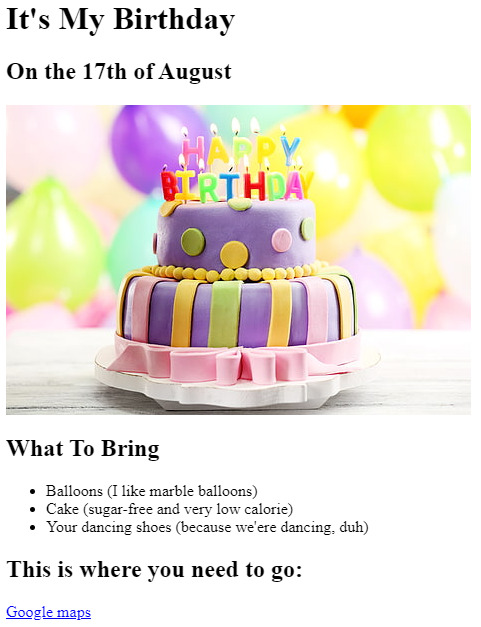 It's My Birthday
On the 17th of August
HAPPY
BIRTHDAY
What To Bring
Balloons (I like marble balloons)
Cake (sugar-free and very low calorie)
Your dancing shoes (because we'ere dancing, duh)
This is where you need to go:
Google maps